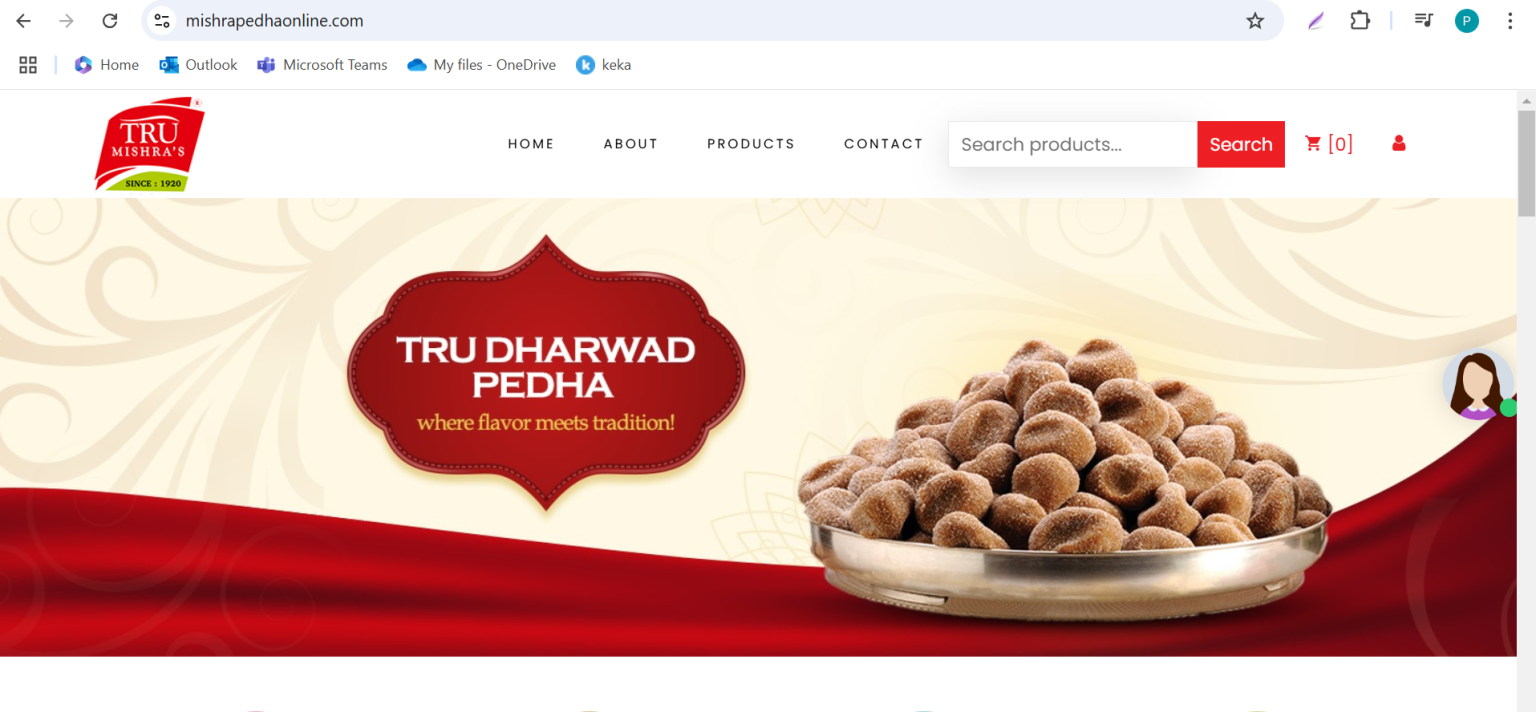 mishrapedhaonline.com
P
Home
Outlook
Microsoft Teams
My files - OneDrive
keka
TRU
MISHRA'S
SINCE : 1920
HOME
ABOUT
PRODUCTS
CONTACT
Search products...
Search
[0]
TRU DHARWAD
PEDHA
where flavor meets tradition!